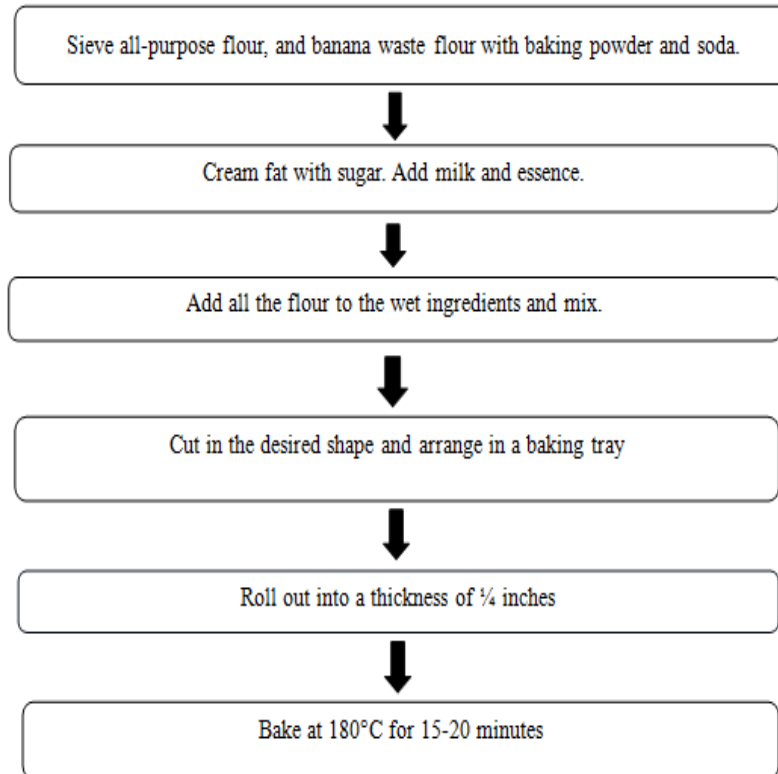 Sieve all-purpose flour, and banana waste flour with baking powder and soda.
Cream fat with sugar. Add milk and essence.
Add all the flour to the wet ingredients and mix.
Cut in the desired shape and arrange in a baking tray
Roll out into a thickness of ¼ inches
Bake at 180°C for 15-20 minutes